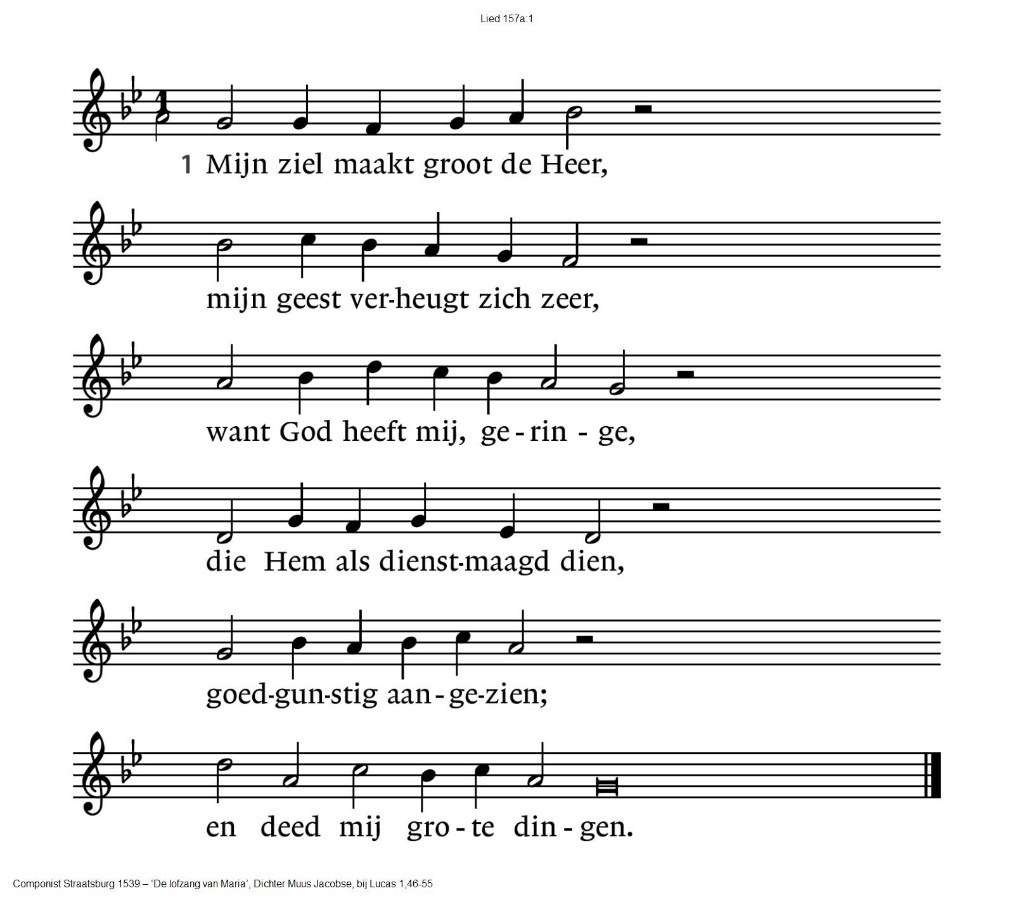 Lied 157a:1
1
1 Mijn ziel maakt groot de Heer,
mijn geest ver-heugt zich zeer,
want God heeft mij, ge - rin - ge,
die Hem als dienst-maagd dien,
goed-gun-stig aan - ge-zien;
en deed mij gro - te din - gen.
Componist Straatsburg 1539 – 'De lofzang van Maria', Dichter Muus Jacobse, bij Lucas 1,46-55